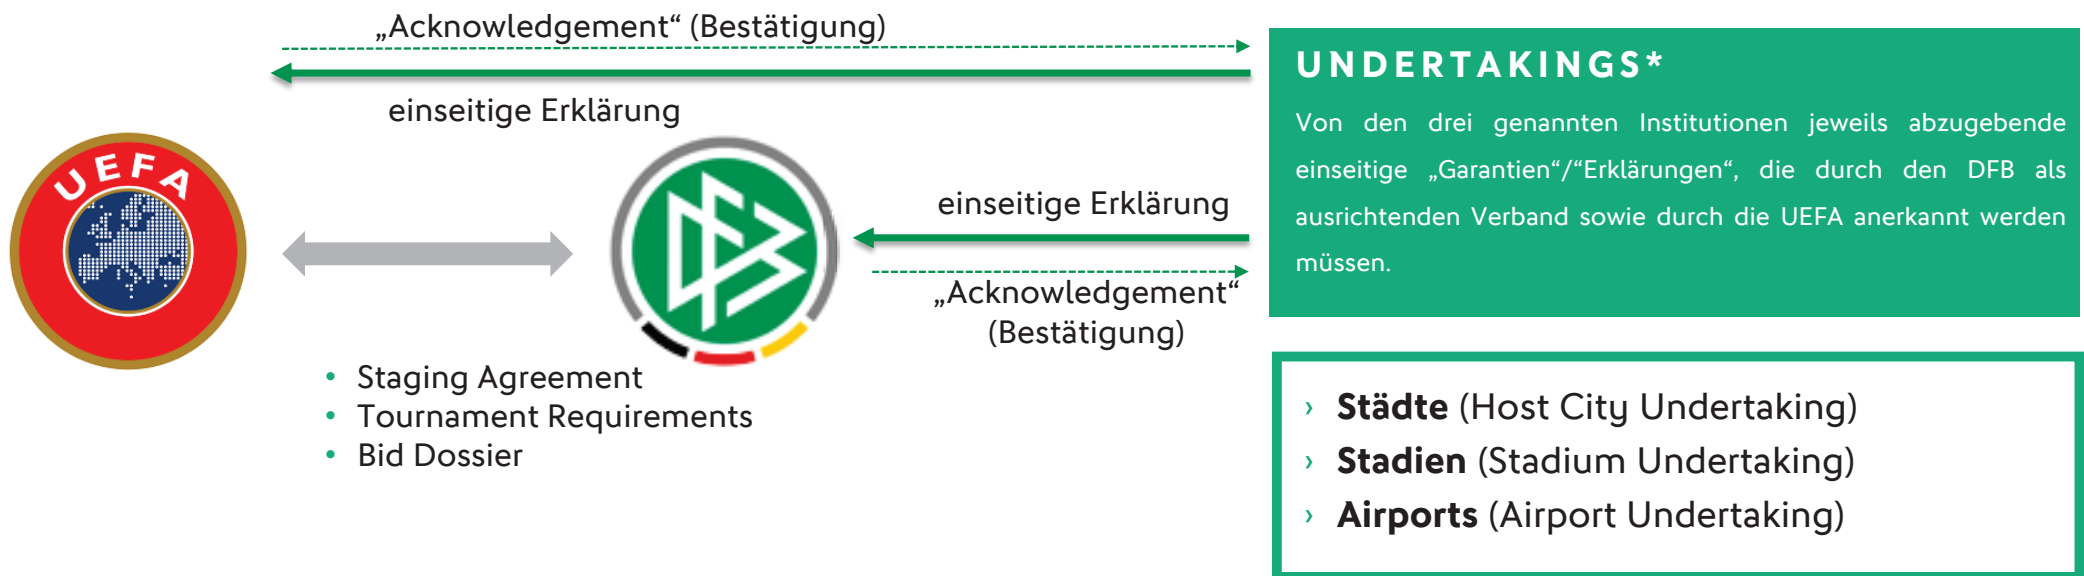 „Acknowledgement“ (Bestätigung)
einseitige Erklärung
UEFA
DFB
einseitige Erklärung
„Acknowledgement“
(Bestätigung)
• Staging Agreement
• Tournament Requirements
• Bid Dossier
UNDERTAKINGS*
Von den drei genannten Institutionen jeweils abzugebende
einseitige „Garantien“/“Erklärungen“, die durch den DFB als
ausrichtenden Verband sowie durch die UEFA anerkannt werden
müssen.
› Städte (Host City Undertaking)
› Stadien (Stadium Undertaking)
› Airports (Airport Undertaking)